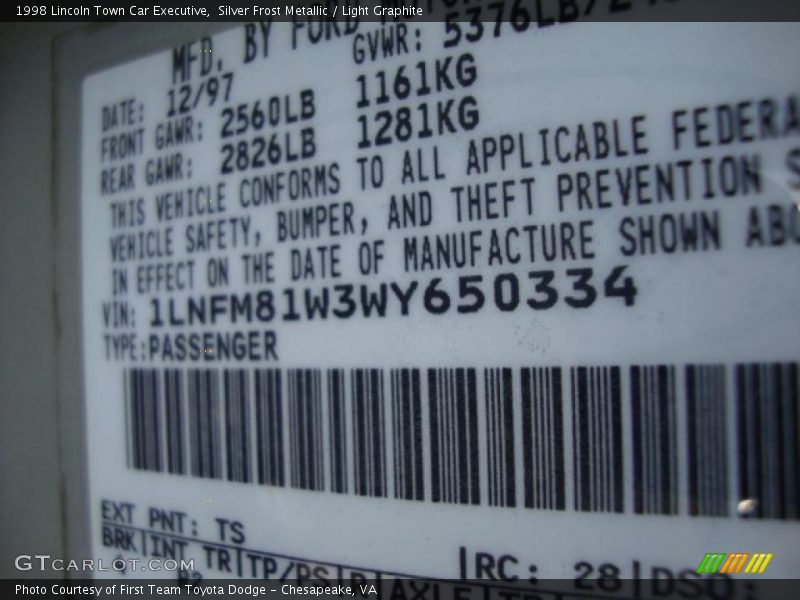 1998 Lincoln Town Car Executive, Silver Frost Metallic / Light Graphite
MFD. BY FORD
DATE: 12/97 GVWR: 5376LB/
FRONT GAWR: 2560LB 1161KG
REAR GAWR: 2826LB 1281KG
THIS VEHICLE CONFORMS TO ALL APPLICABLE FEDERA
VEHICLE SAFETY, BUMPER, AND THEFT PREVENTION S
IN EFFECT ON THE DATE OF MANUFACTURE SHOWN ABO
VIN: 1LNFM81W3WY650334
TYPE:PASSENGER
EXT PNT: TS RC: 28 DSO:
BRK|INT TR|TP/PS|R|AXLE|TR
GTcarlot.com
Photo Courtesy of First Team Toyota Dodge – Chesapeake, VA